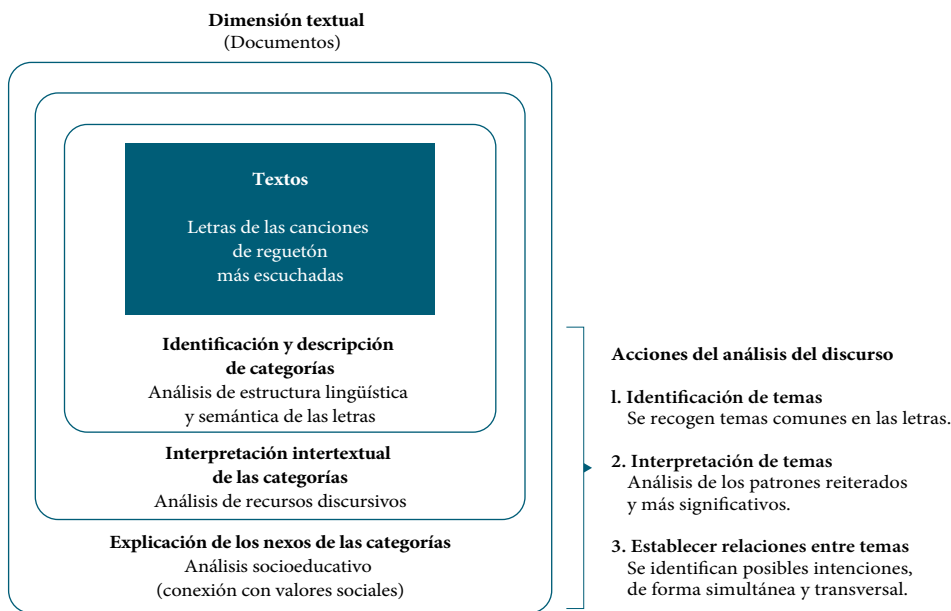 Dimensión textual
(Documentos)
Textos
Letras de las canciones
de reguetón
más escuchadas
Identificación y descripción
de categorías
Análisis de estructura lingüística
y semántica de las letras
Interpretación intertextual
de las categorías
Análisis de recursos discursivos
Explicación de los nexos de las categorías
Análisis socioeducativo
(conexión con valores sociales)
Acciones del análisis del discurso
l. Identificación de temas
Se recogen temas comunes en las letras.
2. Interpretación de temas
Análisis de los patrones reiterados
y más significativos.
3. Establecer relaciones entre temas
Se identifican posibles intenciones,
de forma simultánea y transversal.